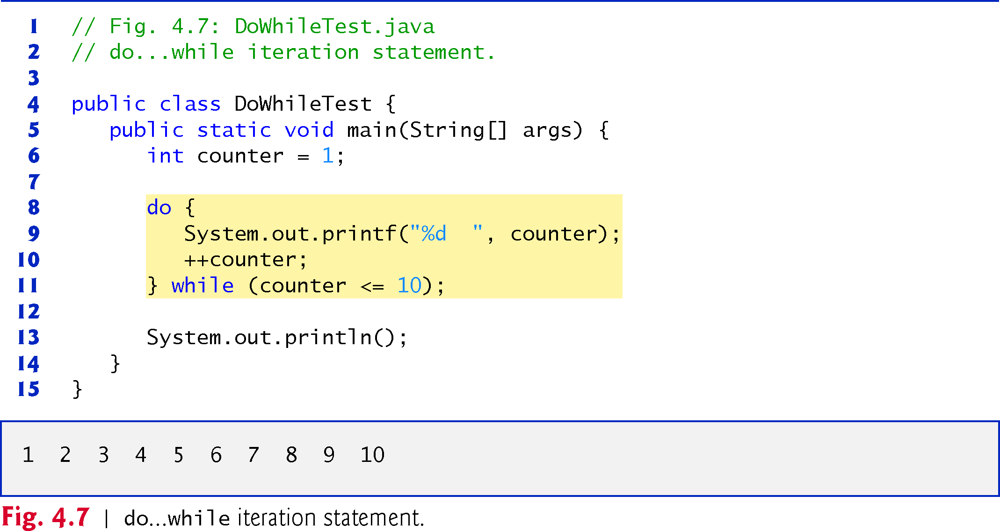 1 // Fig. 4.7: DoWhileTest.java
2 // do...while iteration statement.
3
4 public class DoWhileTest {
5    public static void main(String[] args) {
6       int counter = 1;
7
8       do {
9          System.out.printf("%d  ", counter);
10          ++counter;
11       } while (counter <= 10);
12
13       System.out.println();
14    }
15 }
1  2  3  4  5  6  7  8  9  10
Fig. 4.7 | do…while iteration statement.